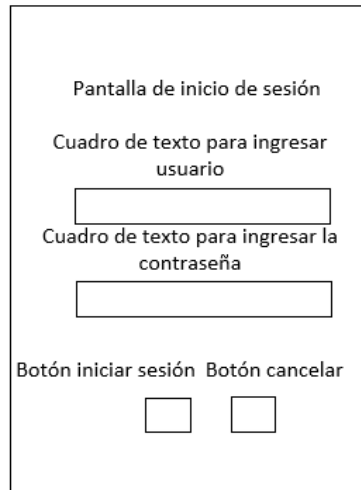 Pantalla de inicio de sesión
Cuadro de texto para ingresar
usuario
Cuadro de texto para ingresar la
contraseña
Botón iniciar sesión Botón cancelar